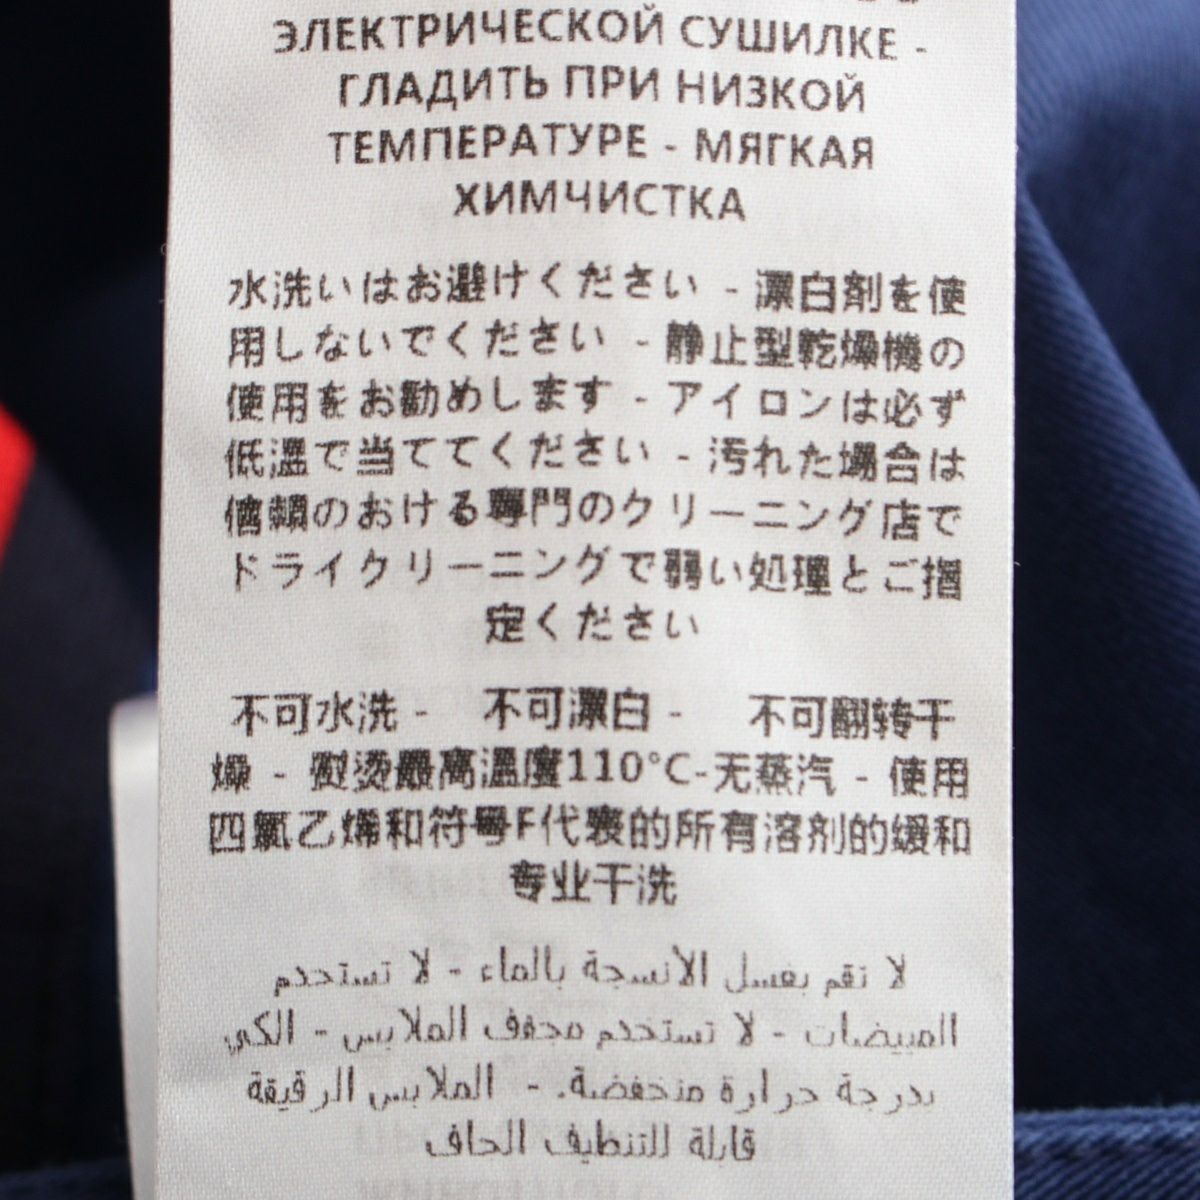 ЭЛЕКТРИЧЕСКОЙ СУШИЛКЕ -
ГЛАДИТЬ ПРИ НИЗКОЙ
ТЕМПЕРАТУРЕ - МЯГКАЯ
ХИМЧИСТКА
水洗いはお避けください - 漂白剤を使
用しないでください - 静止型乾燥機の
使用をお勧めします - アイロンは必ず
低温で当ててください - 汚れた場合は
信頼のおける専門のクリーニング店で
ドライクリーニングで弱い処理とご指
定ください
不可水洗 - 不可漂白 - 不可翻转干
燥 - 熨烫最高温度110°C-无蒸汽 - 使用
四氯乙烯和符号F代表的所有溶剂的缓和
专业干洗
لا تقم بغسل الأنسجة بالماء - لا تستخدم
المبيضات - لا تستخدم مجفف الملابس - الكي
بدرجة حرارة منخفضة. - الملابس الرقيقة
قابلة للتنظيف الجاف